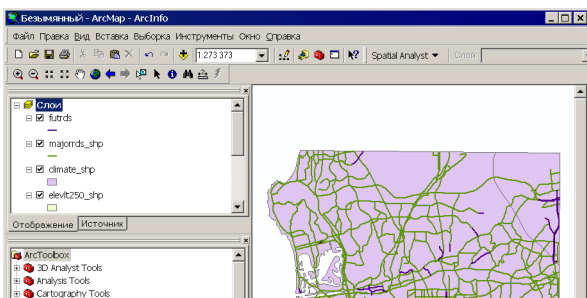 Безымянный - ArcMap - ArcInfo
Файл Правка Вид Вставка Выборка Инструменты Окно Справка
1:273 373 Spatial Analyst Слой
Слои
futrds
majorrds_shp
climate_shp
elevlt250_shp
Отображение Источник
ArcToolbox
3D Analyst Tools
Analysis Tools
Cartography Tools